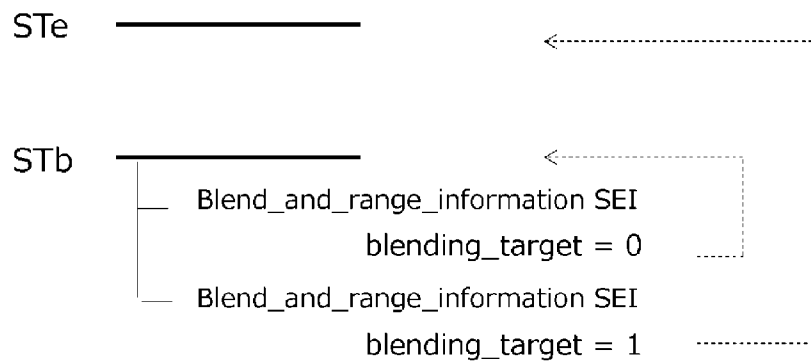 STe
STb
Blend_and_range_information SEI
blending_target = 0
Blend_and_range_information SEI
blending_target = 1